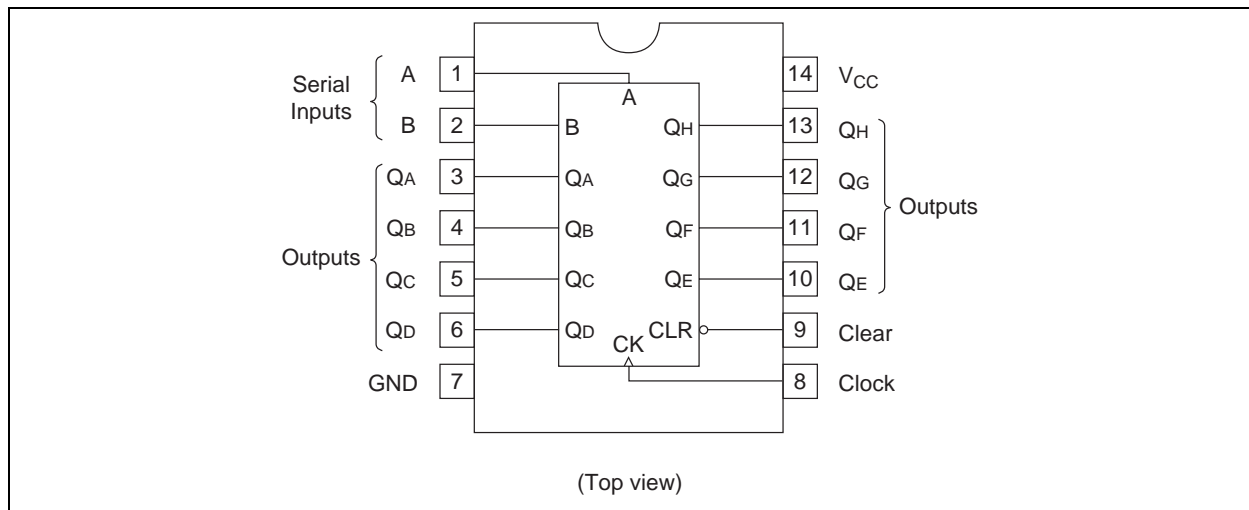 Serial Inputs
A 1
B 2
Outputs
QA 3
QB 4
QC 5
QD 6
GND 7
A
B
QA
QB
QC
QD
QH
QG
QF
QE
CLR
CK
14 VCC
13 QH
12 QG
11 QF
10 QE
Outputs
9 Clear
8 Clock
(Top view)